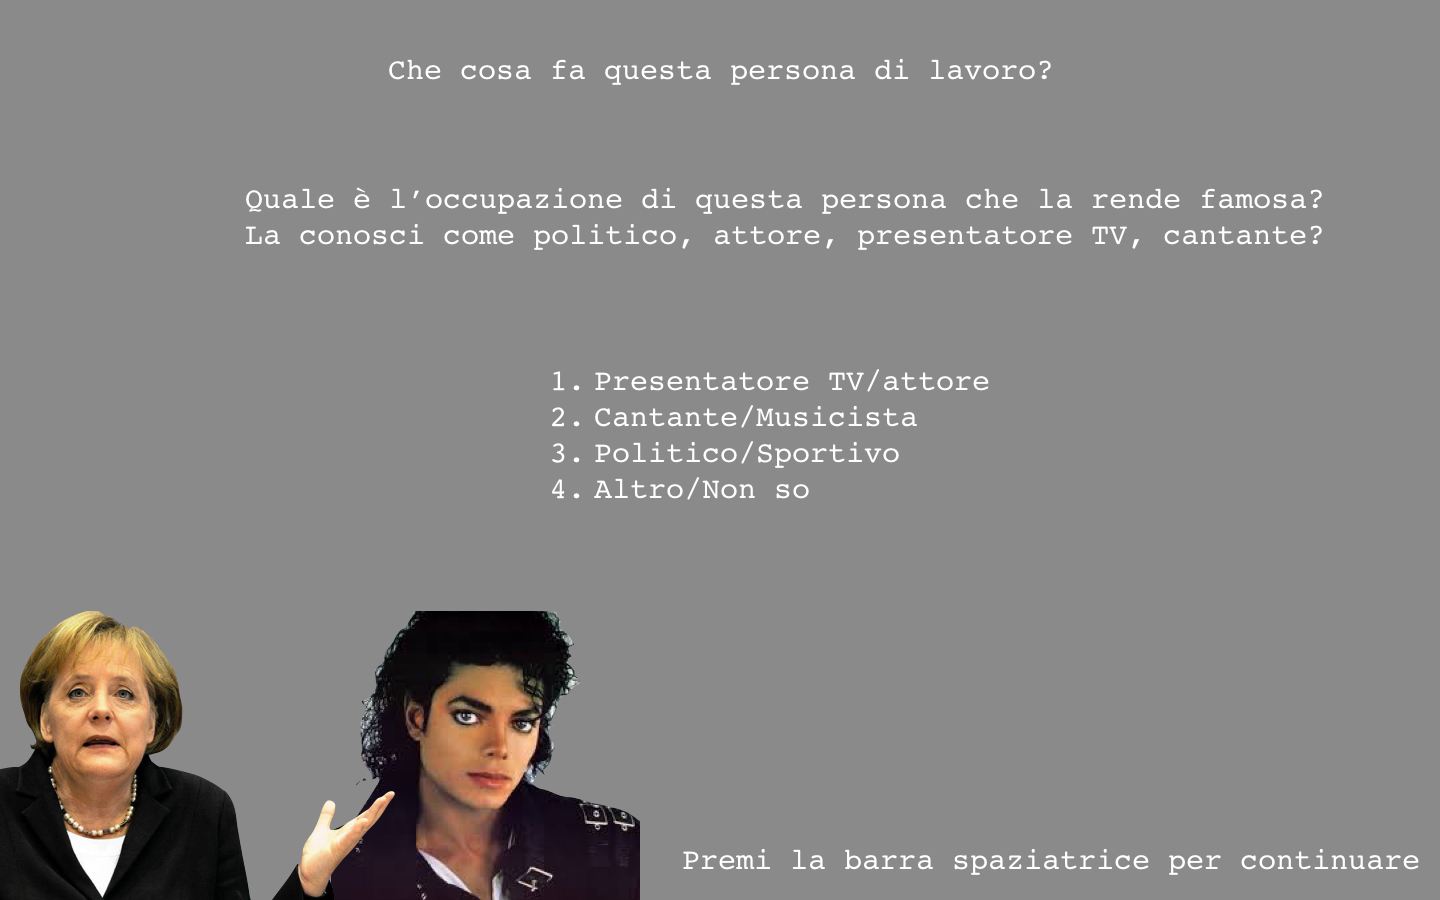 Che cosa fa questa persona di lavoro?
Quale è l’occupazione di questa persona che la rende famosa?
La conosci come politico, attore, presentatore TV, cantante?
1. Presentatore TV/attore
2. Cantante/Musicista
3. Politico/Sportivo
4. Altro/Non so
Premi la barra spaziatrice per continuare